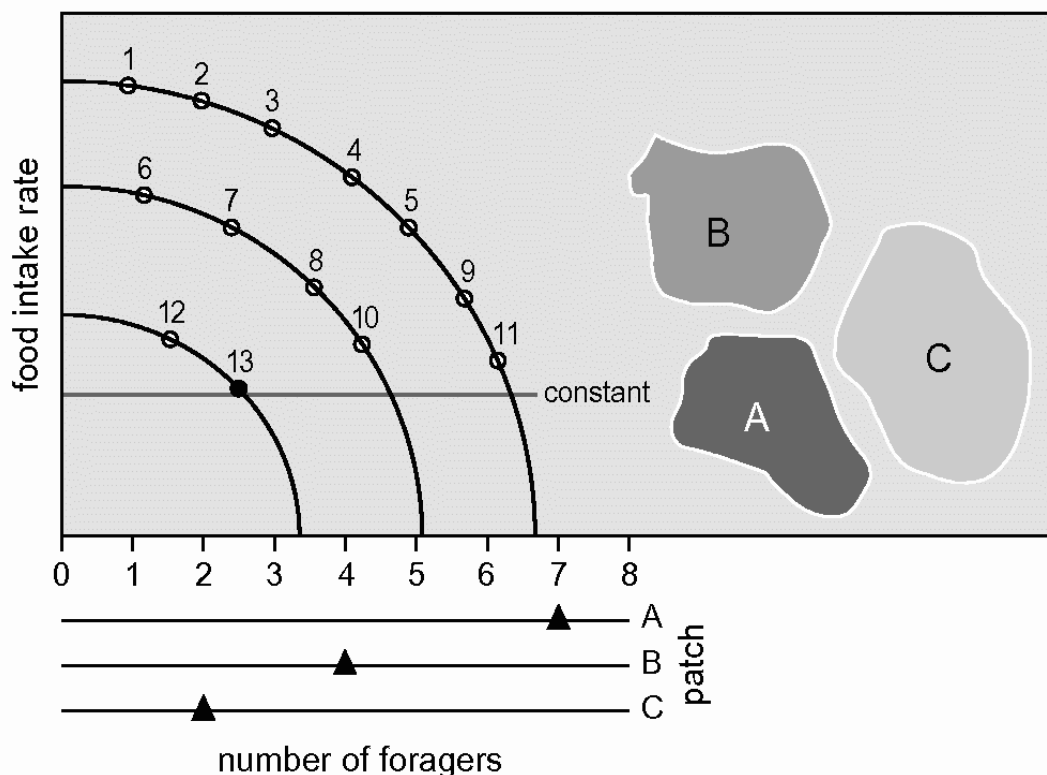 food intake rate
1
2
3
4
5
6
7
8
9
10
11
12
13
constant
B
C
A
0 1 2 3 4 5 6 7 8
A
B
C
patch
number of foragers